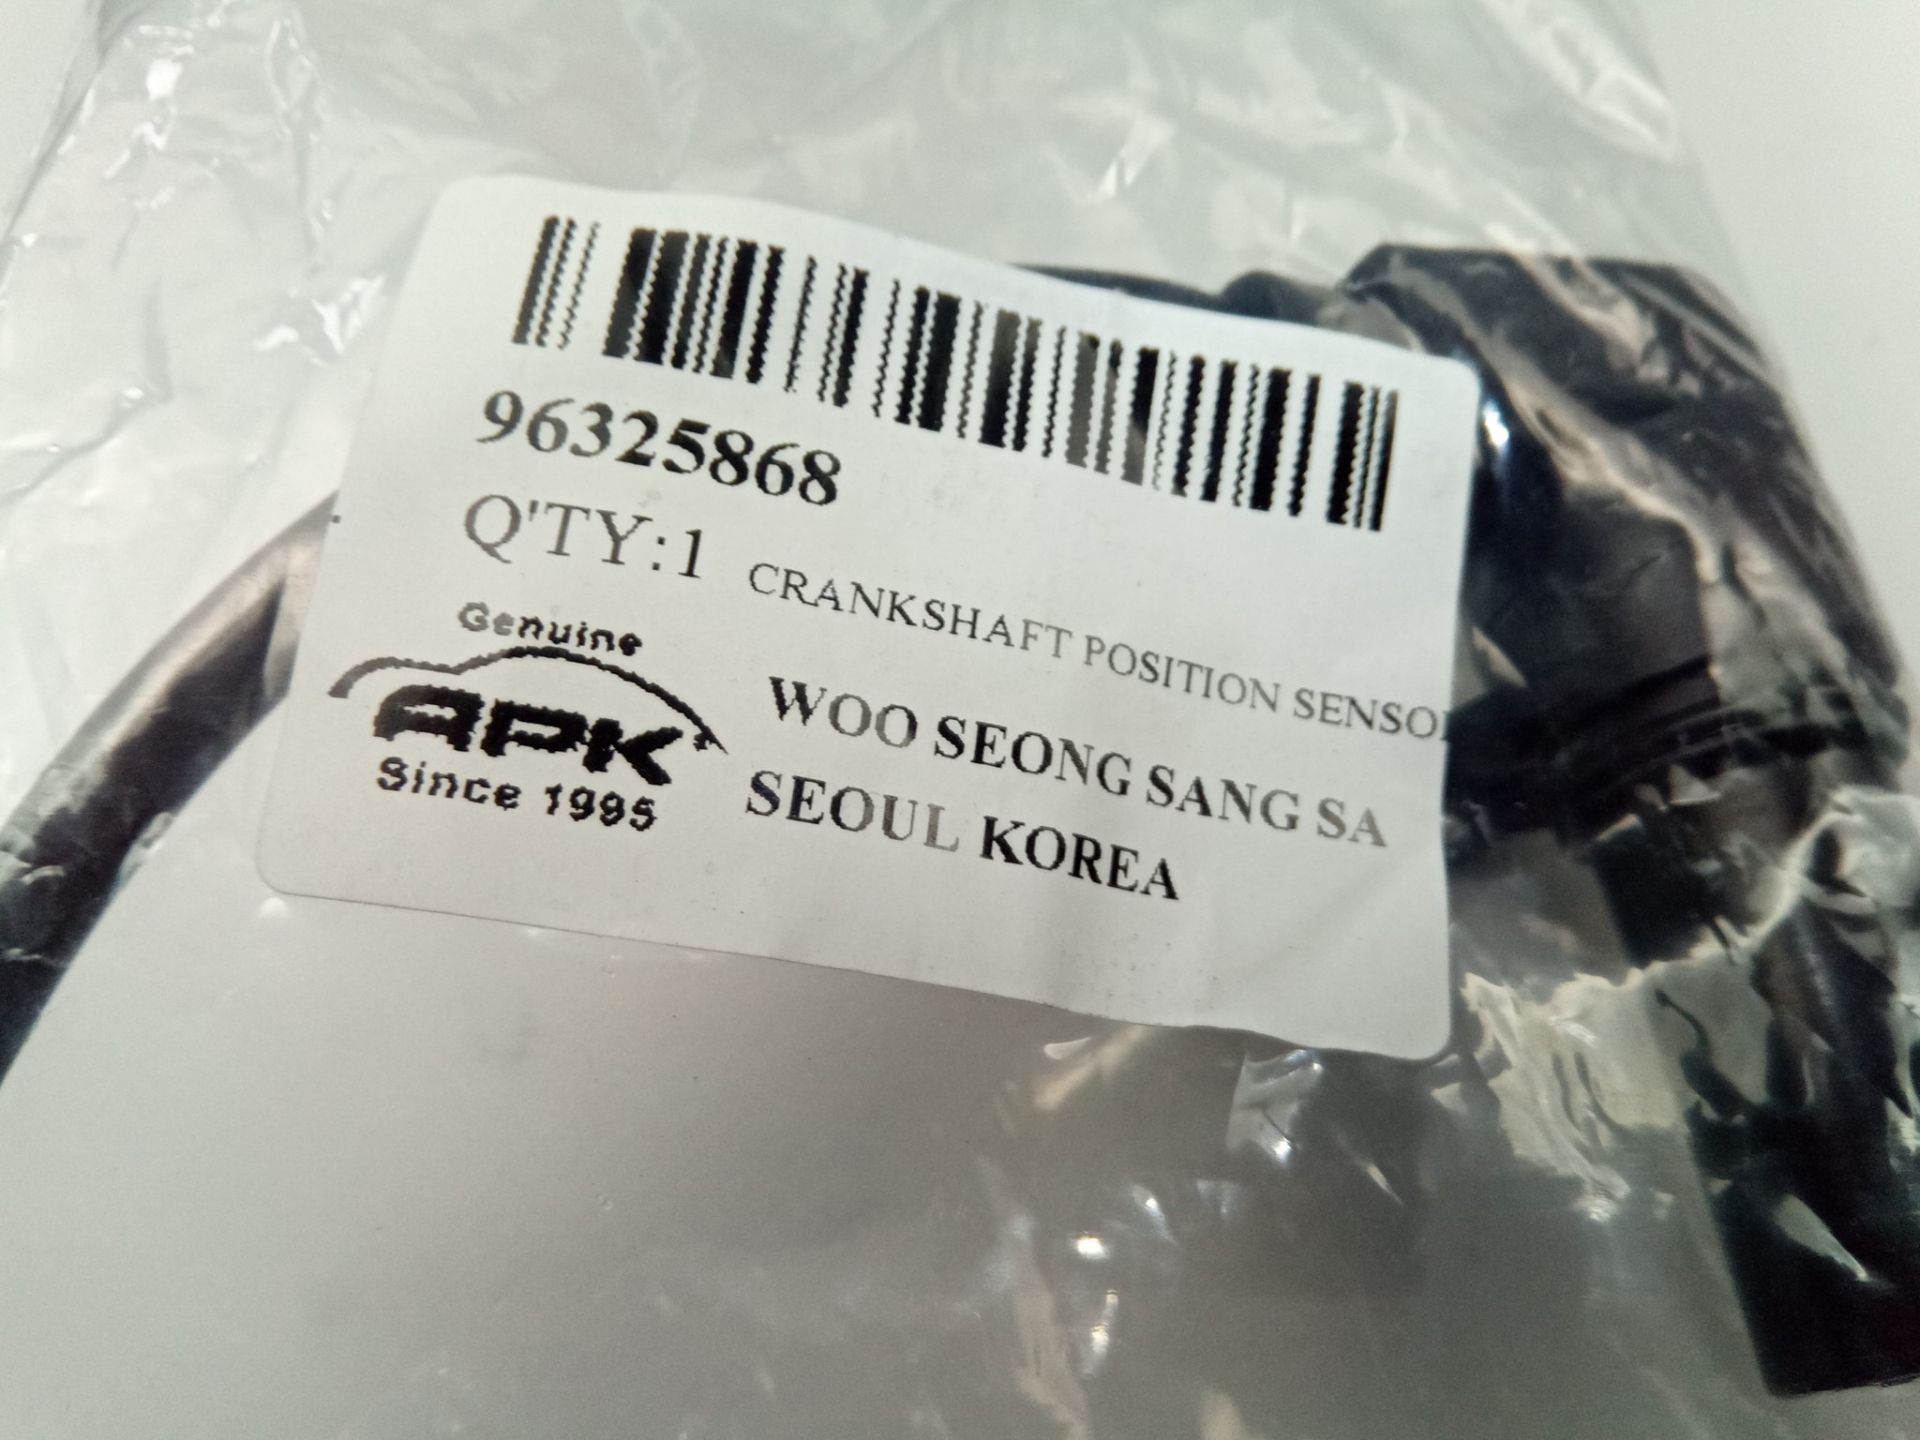 96325868
Q'TY:1 CRANKSHAFT POSITION SENSO
Genuine
APK
Since 1995
WOO SEONG SANG SA
SEOUL KOREA